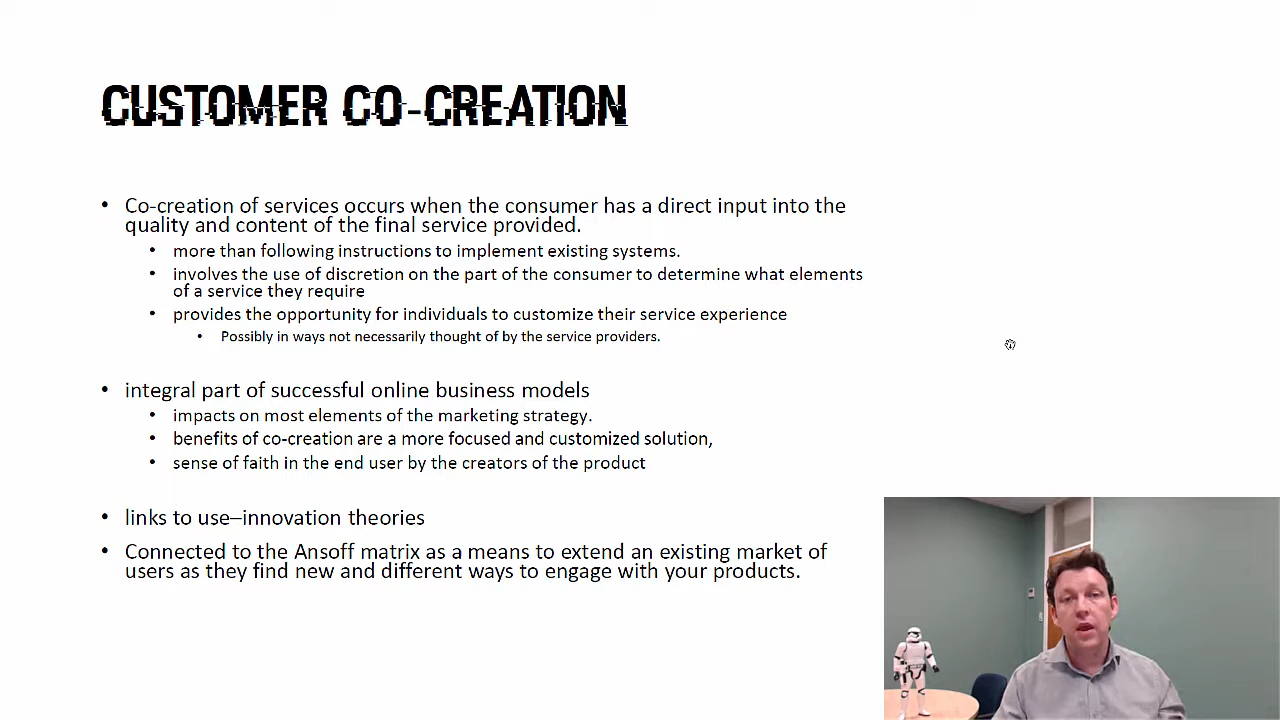 CUSTOMER CO-CREATION
• Co-creation of services occurs when the consumer has a direct input into the
quality and content of the final service provided.
• more than following instructions to implement existing systems.
• involves the use of discretion on the part of the consumer to determine what elements
of a service they require
• provides the opportunity for individuals to customize their service experience
• Possibly in ways not necessarily thought of by the service providers.
• integral part of successful online business models
• impacts on most elements of the marketing strategy.
• benefits of co-creation are a more focused and customized solution,
• sense of faith in the end user by the creators of the product
• links to use–innovation theories
• Connected to the Ansoff matrix as a means to extend an existing market of
users as they find new and different ways to engage with your products.